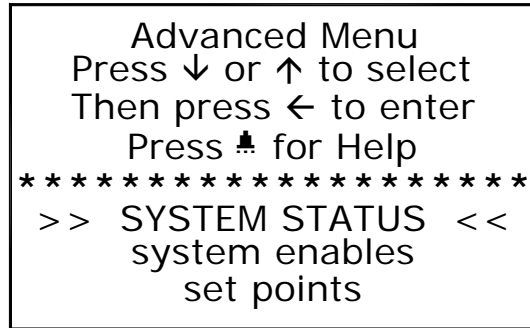 Advanced Menu
Press ↓ or ↑ to select
Then press ← to enter
Press 🔔 for Help
********************
>> SYSTEM STATUS <<
system enables
set points